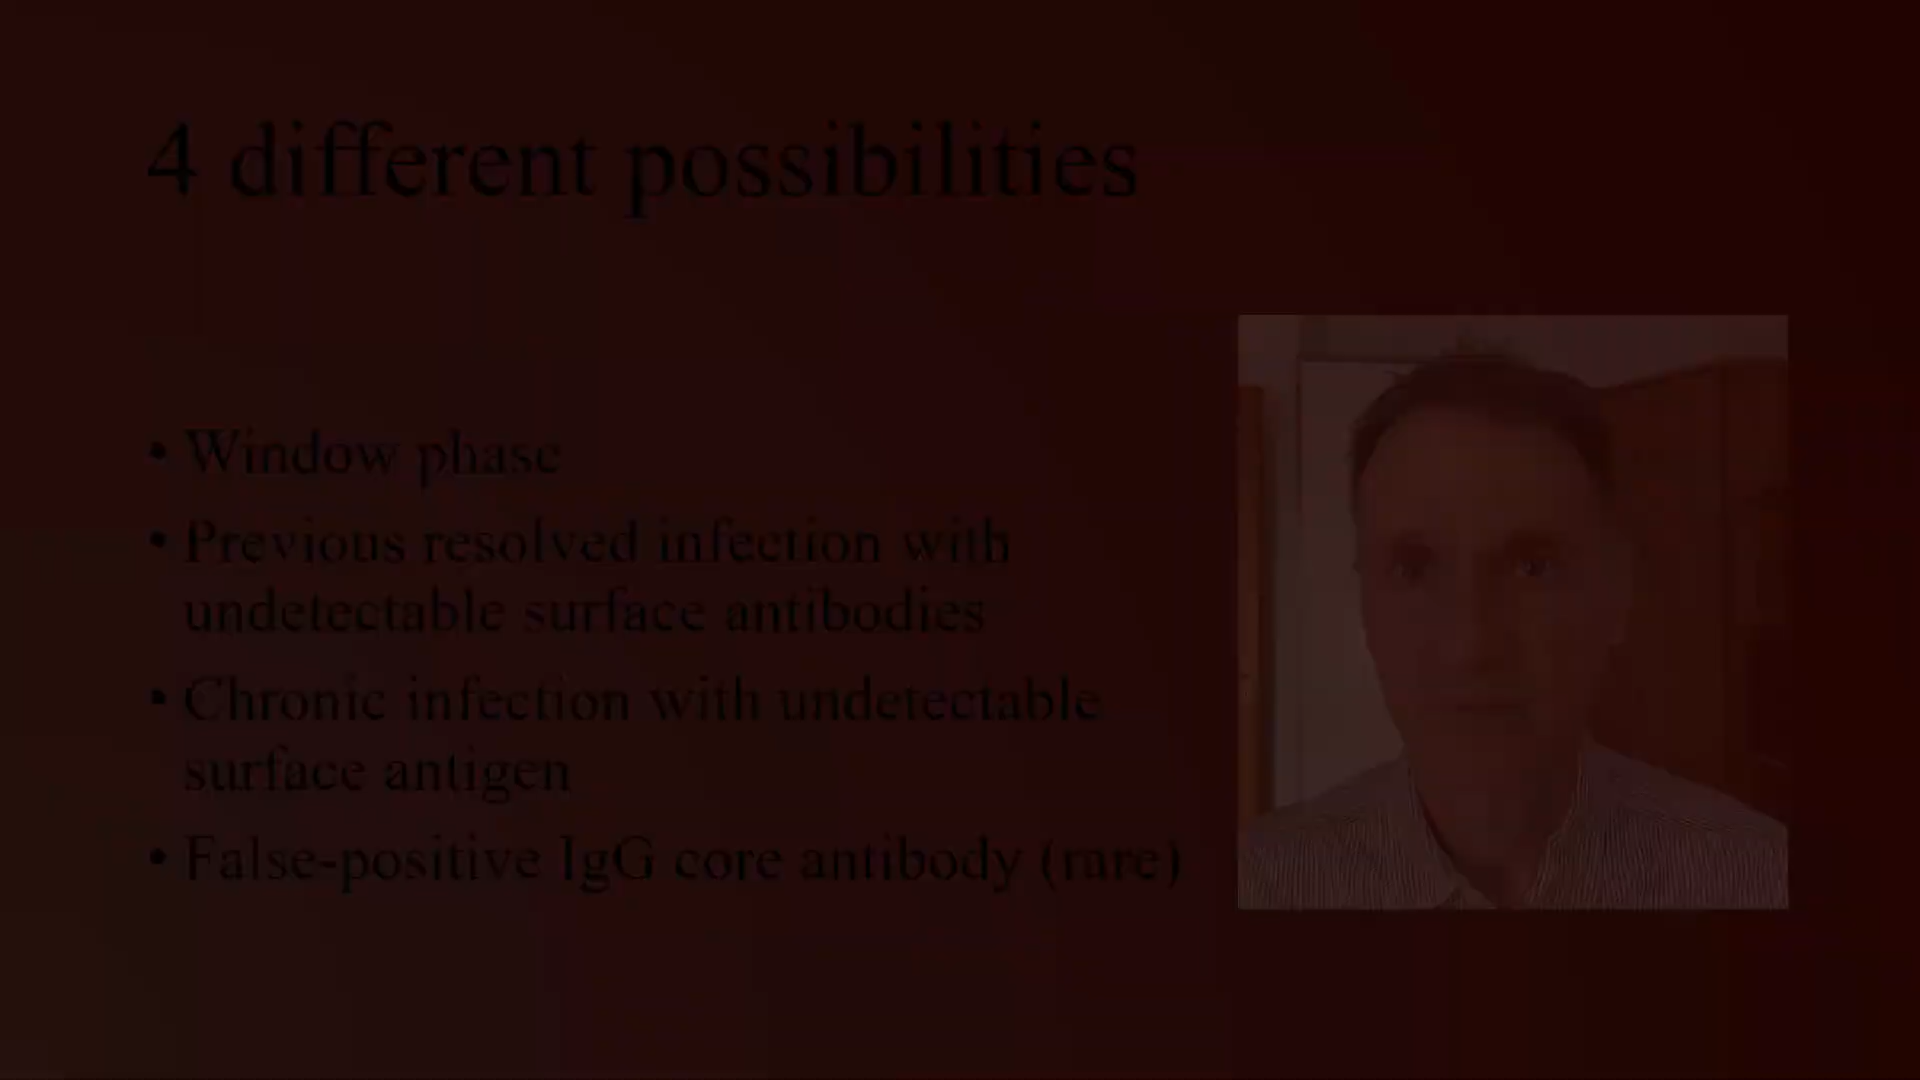 4 different possibilities
• Window phase
• Previous resolved infection with
undetectable surface antibodies
• Chronic infection with undetectable
surface antigen
• False-positive IgG core antibody (rare)